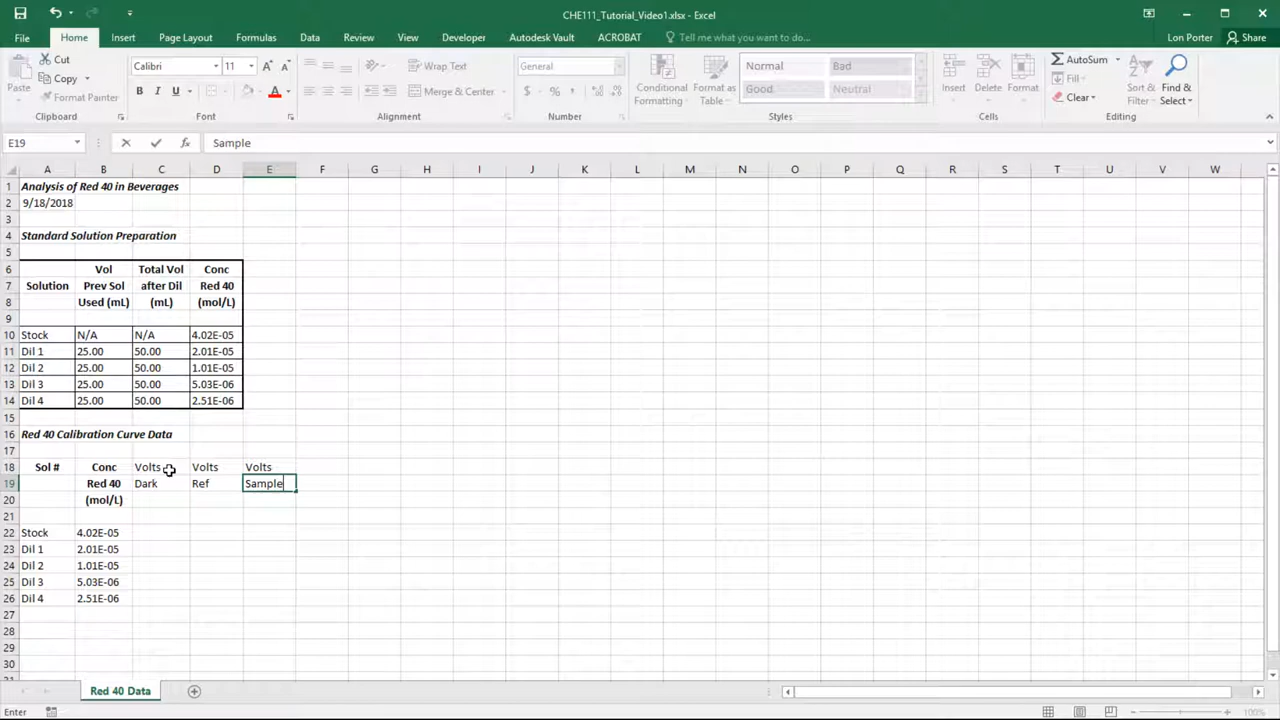 CHE111_Tutorial_Video1.xlsx - Excel
File Home Insert Page Layout Formulas Data Review View Developer Autodesk Vault ACROBAT Tell me what you want to do... Lon Porter Share
Cut
Copy
Format Painter
Paste
Clipboard
Calibri 11
B I U A
Font
Wrap Text
Merge & Center
Alignment
General
$ % ,
Number
Conditional Formatting
Format as Table
Normal Bad
Good Neutral
Styles
Insert Delete Format
Cells
AutoSum
Fill
Clear
Sort & Filter
Find & Select
Editing
E19 fx Sample
A B C D E F G H I J K L M N O P Q R S T U V W
1 Analysis of Red 40 in Beverages
2 9/18/2018
3
4 Standard Solution Preparation
5
6 Vol Total Vol Conc
7 Solution Prev Sol after Dil Red 40
8 Used (mL) (mL) (mol/L)
9
10 Stock N/A N/A 4.02E-05
11 Dil 1 25.00 50.00 2.01E-05
12 Dil 2 25.00 50.00 1.01E-05
13 Dil 3 25.00 50.00 5.03E-06
14 Dil 4 25.00 50.00 2.51E-06
15
16 Red 40 Calibration Curve Data
17
18 Sol # Conc Volts Volts Volts
19 Red 40 Dark Ref Sample
20 (mol/L)
21
22 Stock 4.02E-05
23 Dil 1 2.01E-05
24 Dil 2 1.01E-05
25 Dil 3 5.03E-06
26 Dil 4 2.51E-06
27
28
29
30
Red 40 Data
Enter 100%